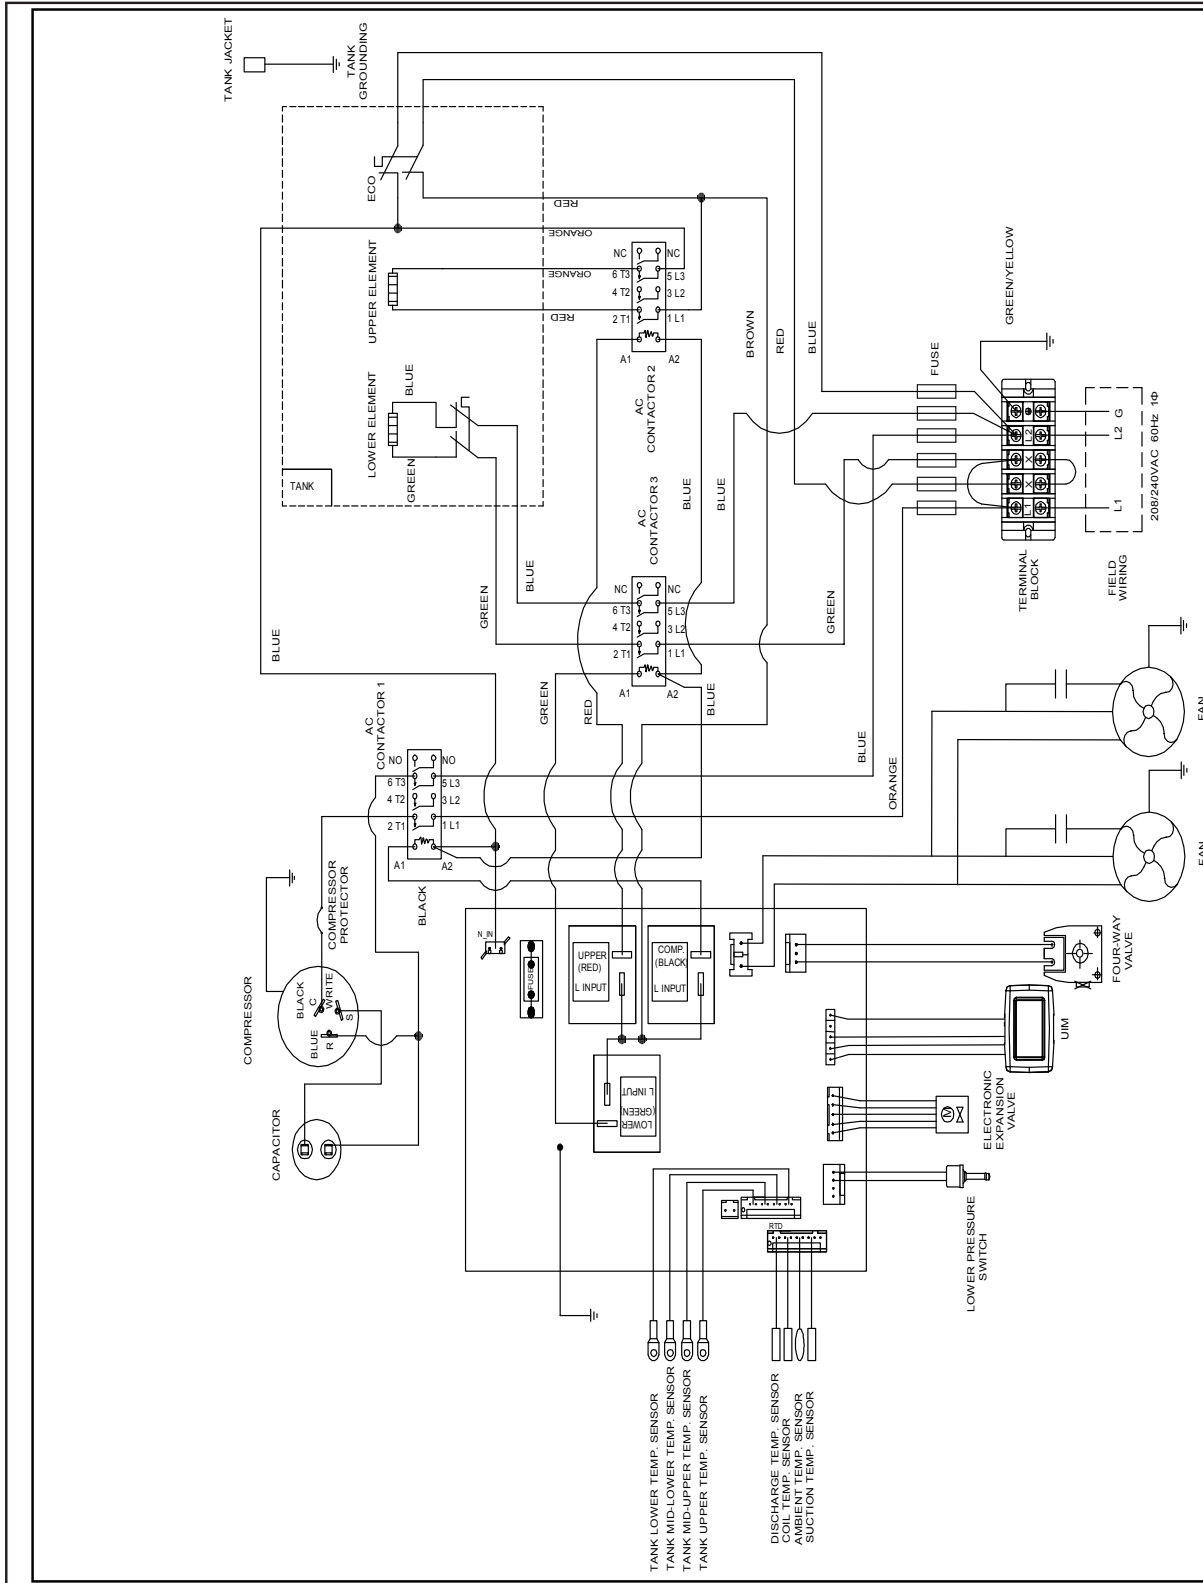 TANK JACKET
TANK
GROUNDING
ECO
RED
ORANGE
UPPER ELEMENT
ORANGE
RED
LOWER ELEMENT
BLUE
GREEN
TANK
NC
NC
6 T3
5 L3
4 T2
3 L2
2 T1
1 L1
A1
A2
AC
CONTACTOR 2
BROWN
RED
BLUE
FUSE
GREEN/YELLOW
G
L2
L1
L2
X
X
L1
208/240VAC 60Hz 1Φ
TERMINAL
BLOCK
FIELD
WIRING
AC
CONTACTOR 3
BLUE
BLUE
NC
NC
6 T3
5 L3
4 T2
3 L2
2 T1
1 L1
A1
A2
BLUE
GREEN
BLUE
GREEN
GREEN
RED
BLUE
BLUE
ORANGE
AC
CONTACTOR 1
NO
NO
6 T3
5 L3
4 T2
3 L2
2 T1
1 L1
A1
A2
BLACK
COMPRESSOR
PROTECTOR
COMPRESSOR
BLACK
C
WRITE
S
BLUE
R
CAPACITOR
N_IN
FUSE
UPPER
(RED)
L INPUT
COMP.
(BLACK)
L INPUT
LOWER
(GREEN)
L INPUT
FAN
FAN
FOUR-WAY
VALVE
UIM
ELECTRONIC
EXPANSION
VALVE
M
LOWER PRESSURE
SWITCH
RTD
TANK LOWER TEMP. SENSOR
TANK MID-LOWER TEMP. SENSOR
TANK MID-UPPER TEMP. SENSOR
TANK UPPER TEMP. SENSOR
DISCHARGE TEMP. SENSOR
COIL TEMP. SENSOR
AMBIENT TEMP. SENSOR
SUCTION TEMP. SENSOR